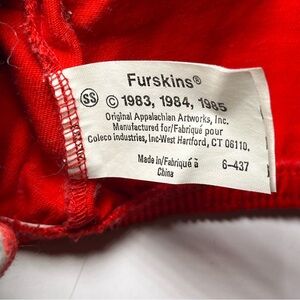 Furskins®
SS © 1983, 1984, 1985
Original Appalachian Artworks, Inc.
Manufactured for/Fabriqué pour
Coleco Industries, Inc-West Hartford, CT 06110,
Made in/Fabriqué à 6-437
China